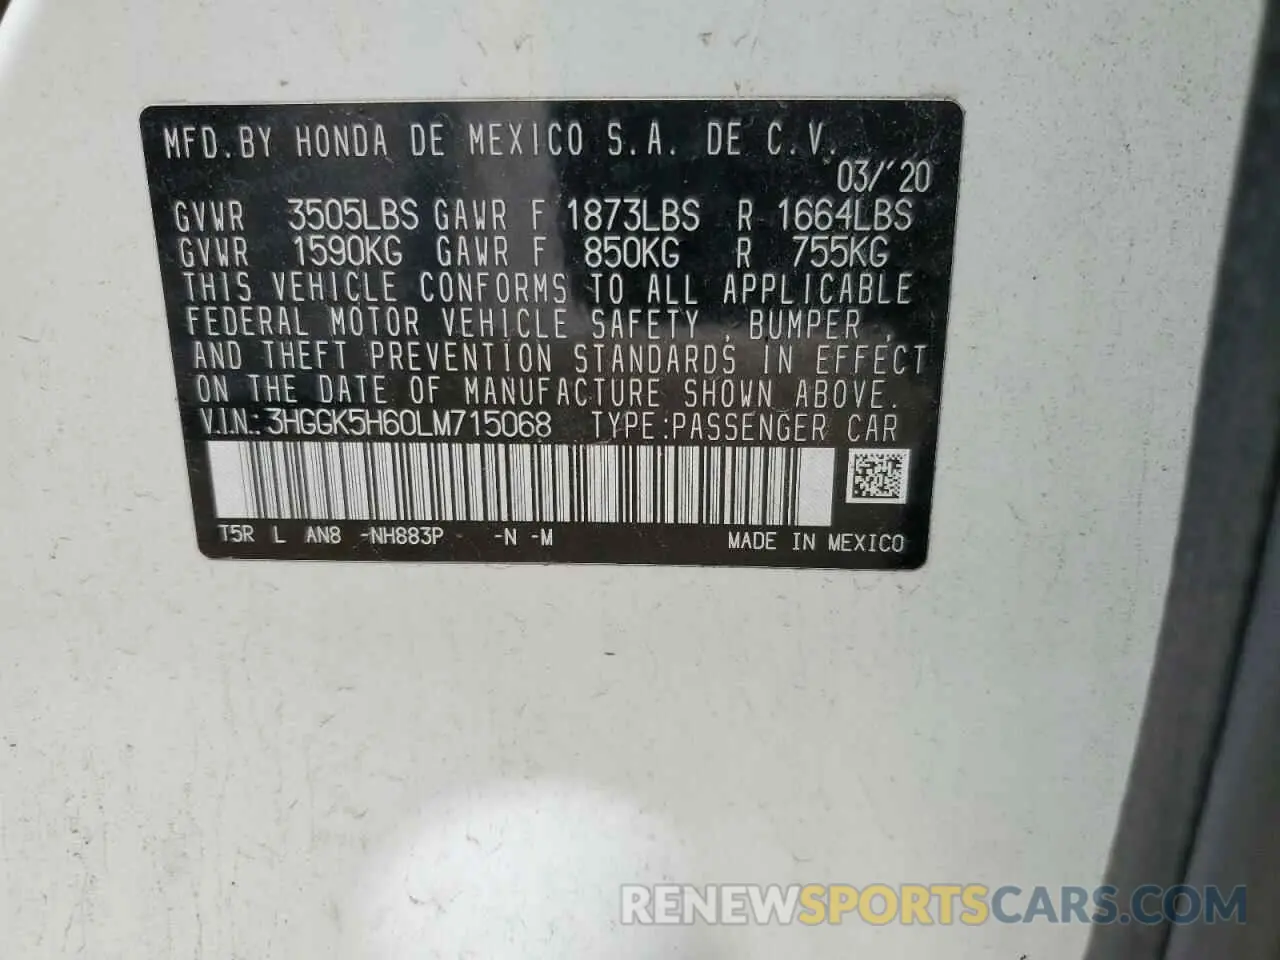 MFD.BY HONDA DE MEXICO S.A. DE C.V.
03/'20
GVWR 3505LBS GAWR F 1873LBS R 1664LBS
GVWR 1590KG GAWR F 850KG R 755KG
THIS VEHICLE CONFORMS TO ALL APPLICABLE
FEDERAL MOTOR VEHICLE SAFETY , BUMPER ,
AND THEFT PREVENTION STANDARDS IN EFFECT
ON THE DATE OF MANUFACTURE SHOWN ABOVE.
V.I.N.: 3HGGK5H60LM715068 TYPE:PASSENGER CAR
T5R L AN8 -NH883P -N -M MADE IN MEXICO
RENEWSPORTSCARS.COM